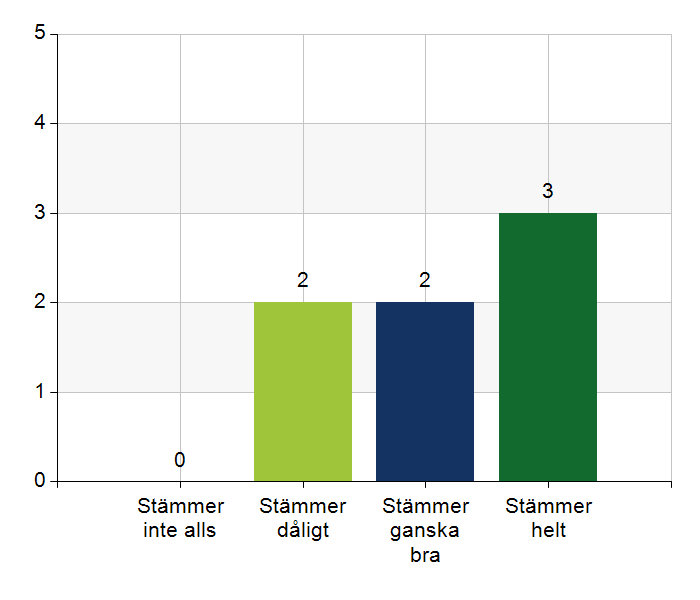 5
4
3
2
1
0
0
2
2
3
Stämmer
inte alls
Stämmer
dåligt
Stämmer
ganska
bra
Stämmer
helt